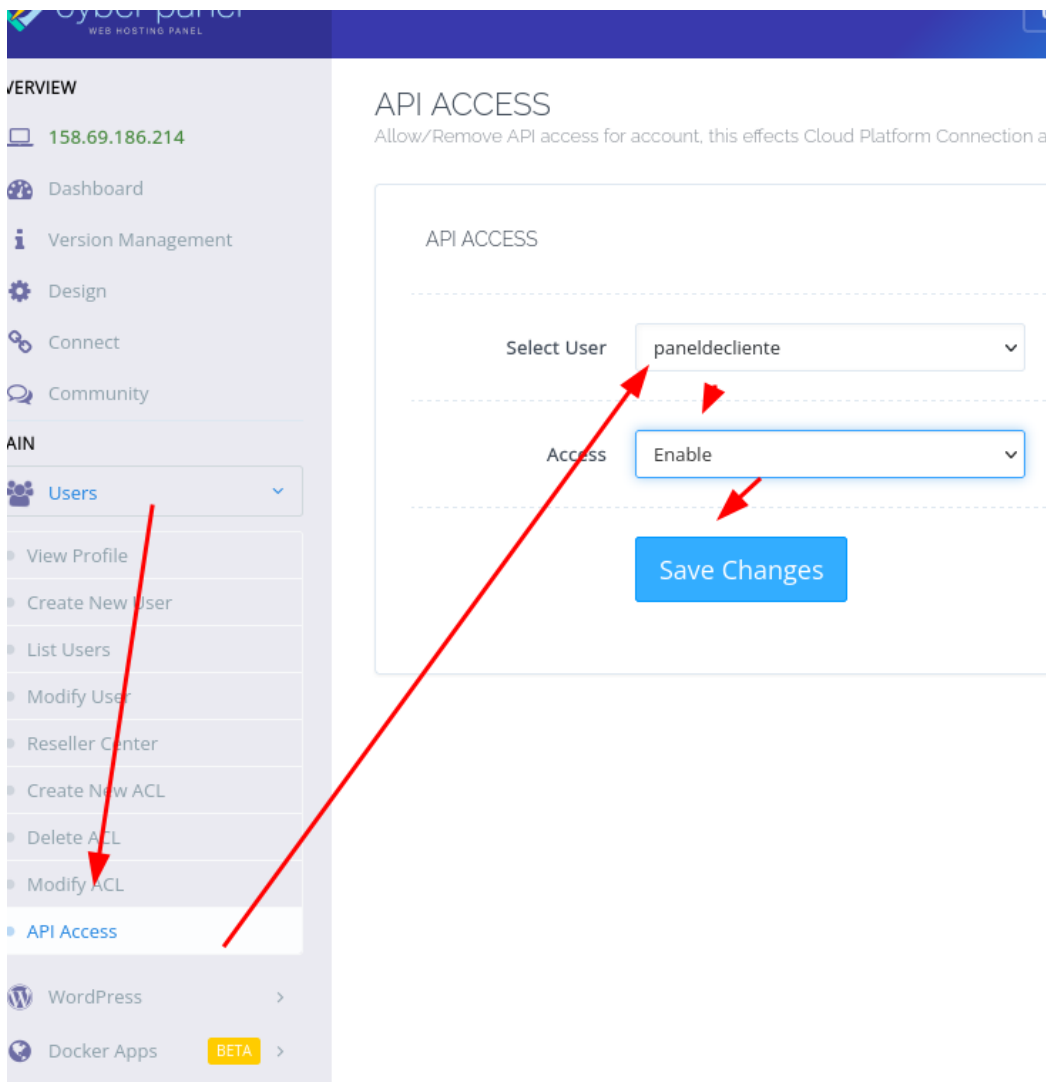 cyber panel
WEB HOSTING PANEL
VERVIEW
158.69.186.214
Dashboard
Version Management
Design
Connect
Community
AIN
Users
View Profile
Create New User
List Users
Modify User
Reseller Center
Create New ACL
Delete ACL
Modify ACL
API Access
WordPress
Docker Apps BETA
API ACCESS
Allow/Remove API access for account, this effects Cloud Platform Connection a
API ACCESS
Select User paneldecliente
Access Enable
Save Changes